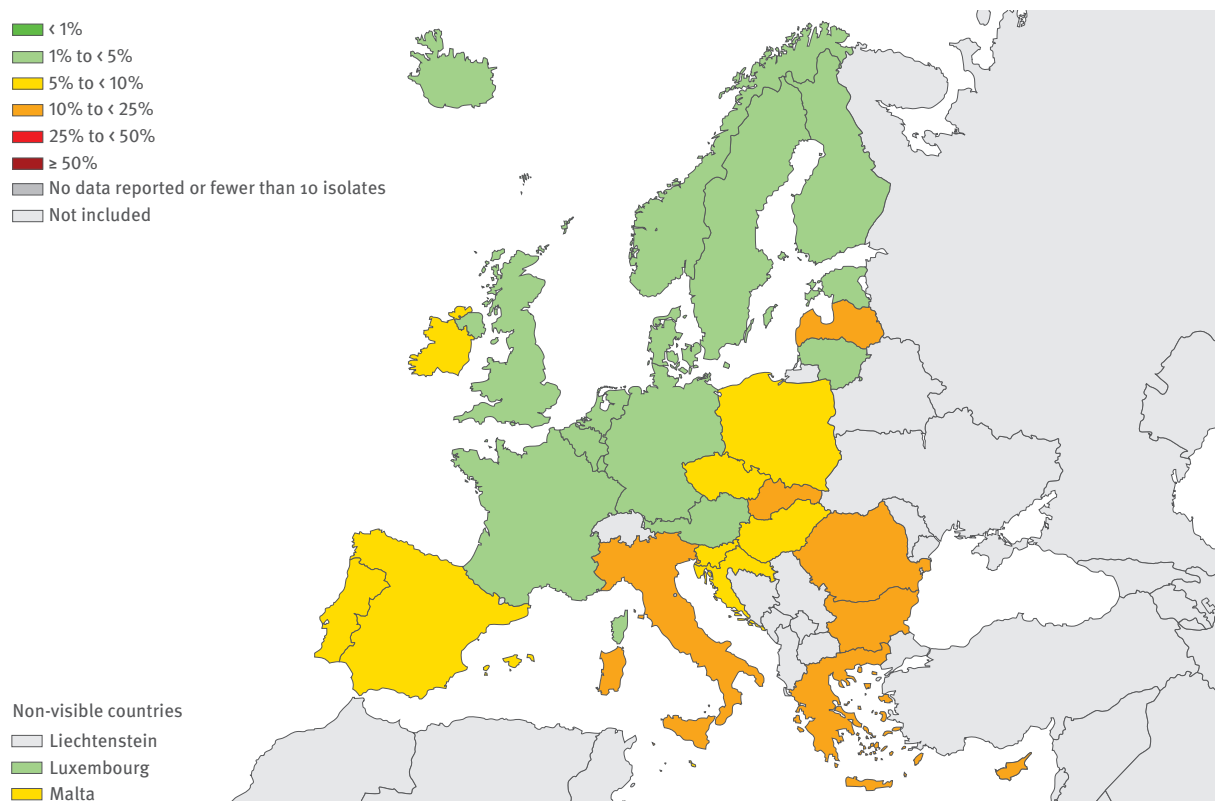 < 1%
1% to < 5%
5% to < 10%
10% to < 25%
25% to < 50%
≥ 50%
No data reported or fewer than 10 isolates
Not included
Non-visible countries
Liechtenstein
Luxembourg
Malta